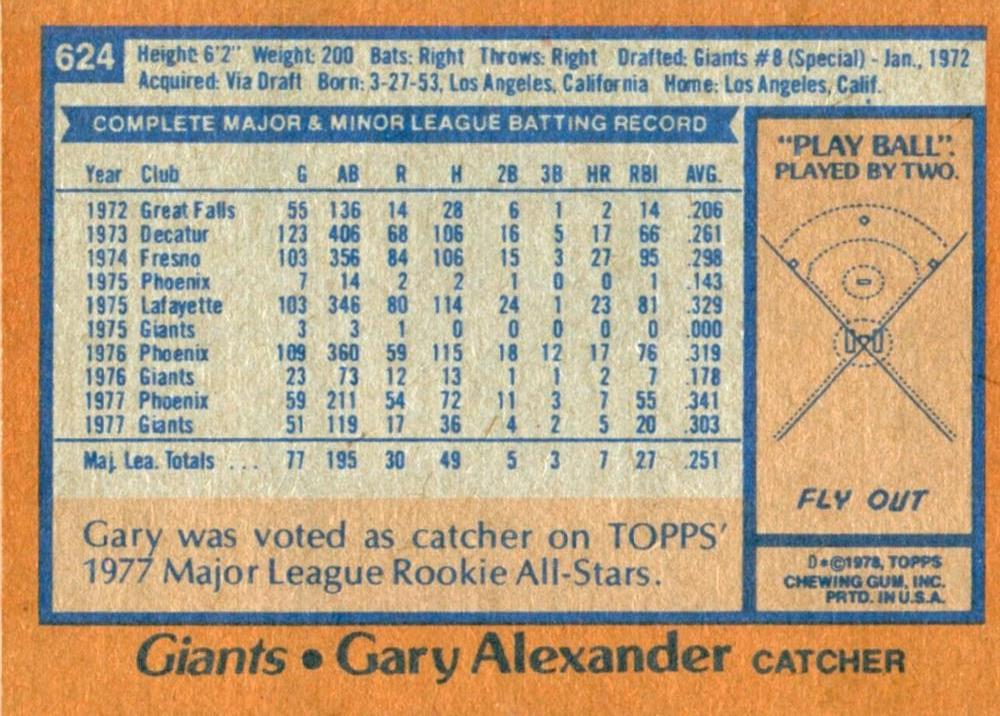 624
Height: 6'2" Weight: 200 Bats: Right Throws: Right Drafted: Giants #8 (Special) - Jan., 1972
Acquired: Via Draft Born: 3-27-53, Los Angeles, California Home: Los Angeles, Calif.
COMPLETE MAJOR & MINOR LEAGUE BATTING RECORD
Year Club G AB R H 2B 3B HR RBI AVG.
1972 Great Falls 55 136 14 28 6 1 2 14 .206
1973 Decatur 123 406 68 106 16 5 17 66 .261
1974 Fresno 103 356 84 106 15 3 27 95 .298
1975 Phoenix 7 14 2 2 1 0 0 1 .143
1975 Lafayette 103 346 80 114 24 1 23 81 .329
1975 Giants 3 3 1 0 0 0 0 0 .000
1976 Phoenix 109 360 59 115 18 12 17 76 .319
1976 Giants 23 73 12 13 1 1 2 7 .178
1977 Phoenix 59 211 54 72 11 3 7 55 .341
1977 Giants 51 119 17 36 4 2 5 20 .303
Maj. Lea. Totals ... 77 195 30 49 5 3 7 27 .251
Gary was voted as catcher on TOPPS'
1977 Major League Rookie All-Stars.
"PLAY BALL".
PLAYED BY TWO.
FLY OUT
D*©1978, TOPPS
CHEWING GUM, INC.
PRTD. IN U.S.A.
Giants • Gary Alexander CATCHER